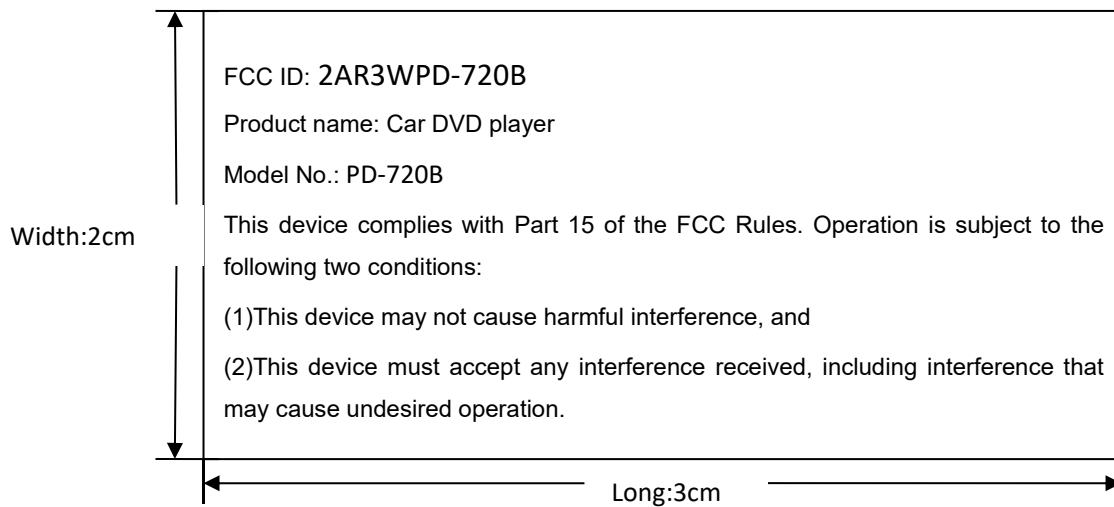 FCC ID: 2AR3WPD-720B
Product name: Car DVD player
Model No.: PD-720B
Width:2cm
This device complies with Part 15 of the FCC Rules. Operation is subject to the
following two conditions:
(1)This device may not cause harmful interference, and
(2)This device must accept any interference received, including interference that
may cause undesired operation.
Long:3cm